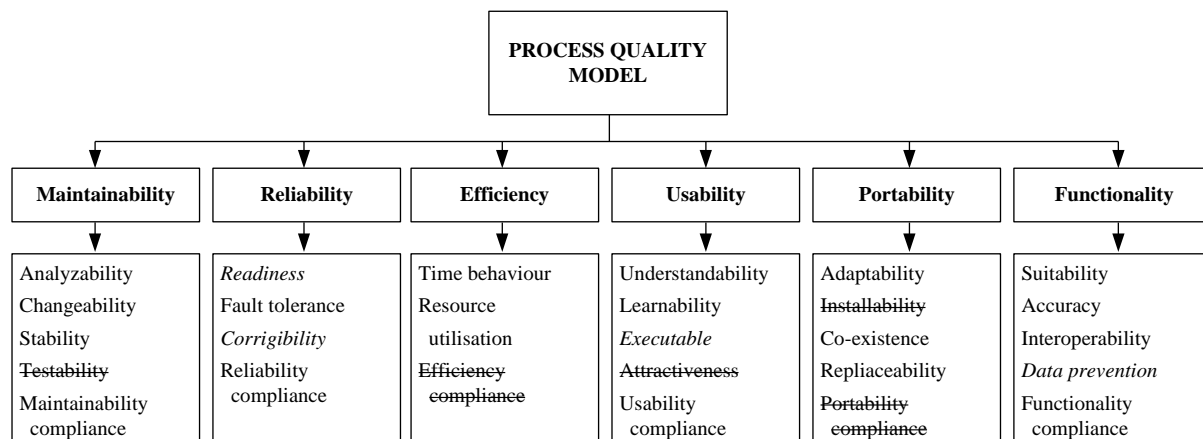 PROCESS QUALITY
MODEL
Maintainability
Reliability
Efficiency
Usability
Portability
Functionality
Analyzability
Changeability
Stability
Testability
Maintainability
compliance
Readiness
Fault tolerance
Corrigibility
Reliability
compliance
Time behaviour
Resource
utilisation
Efficiency
compliance
Understandability
Learnability
Executable
Attractiveness
Usability
compliance
Adaptability
Installability
Co-existence
Repliaceability
Portability
compliance
Suitability
Accuracy
Interoperability
Data prevention
Functionality
compliance